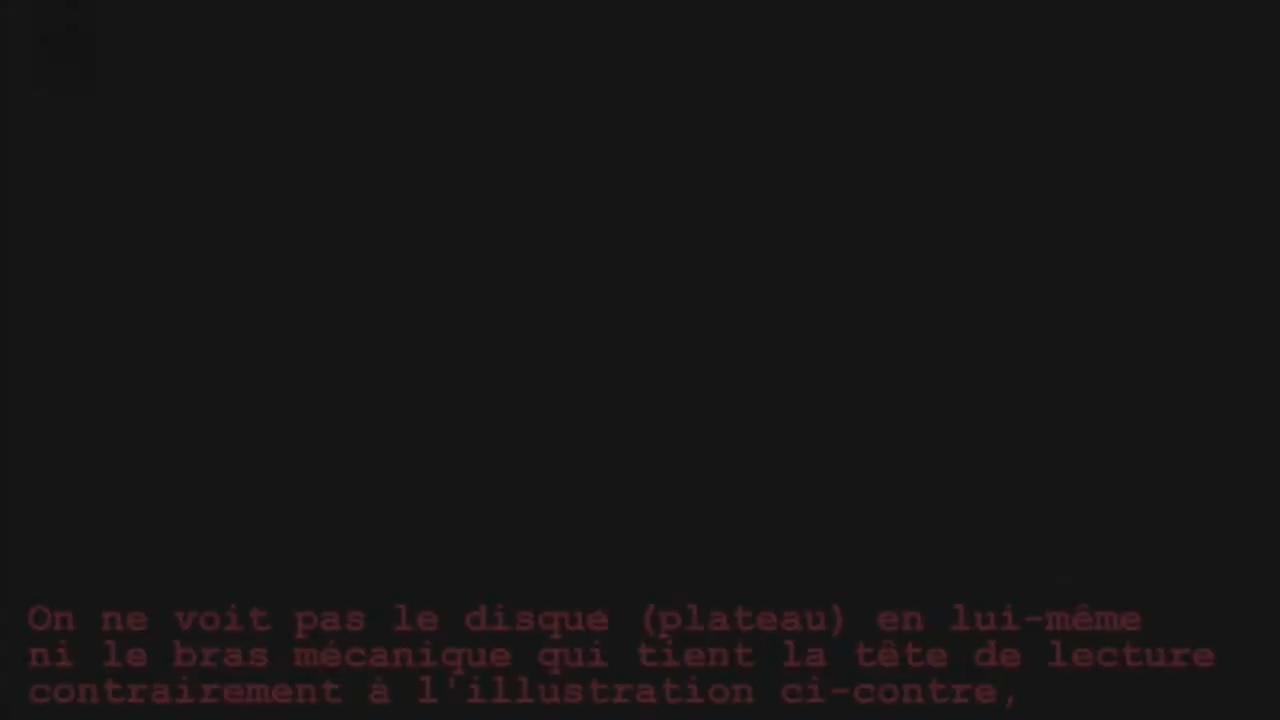 On ne voit pas le disque (plateau) en lui-même
ni le bras mécanique qui tient la tête de lecture
contrairement à l'illustration ci-contre,